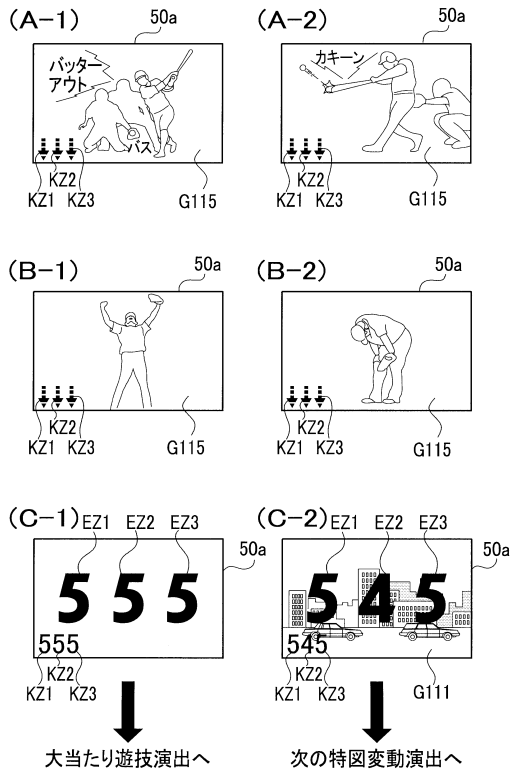 (A-1)
50a
バッター
アウト
バス
KZ1
KZ2
KZ3
G115
(A-2)
50a
カキーン
KZ1
KZ2
KZ3
G115
(B-1)
50a
KZ1
KZ2
KZ3
G115
(B-2)
50a
KZ1
KZ2
KZ3
G115
(C-1)
EZ1 EZ2 EZ3
50a
5 5 5
555
KZ1
KZ2
KZ3
大当たり遊技演出へ
(C-2)
EZ1 EZ2 EZ3
50a
5 4 5
545
KZ1
KZ2
KZ3
G111
次の特図変動演出へ